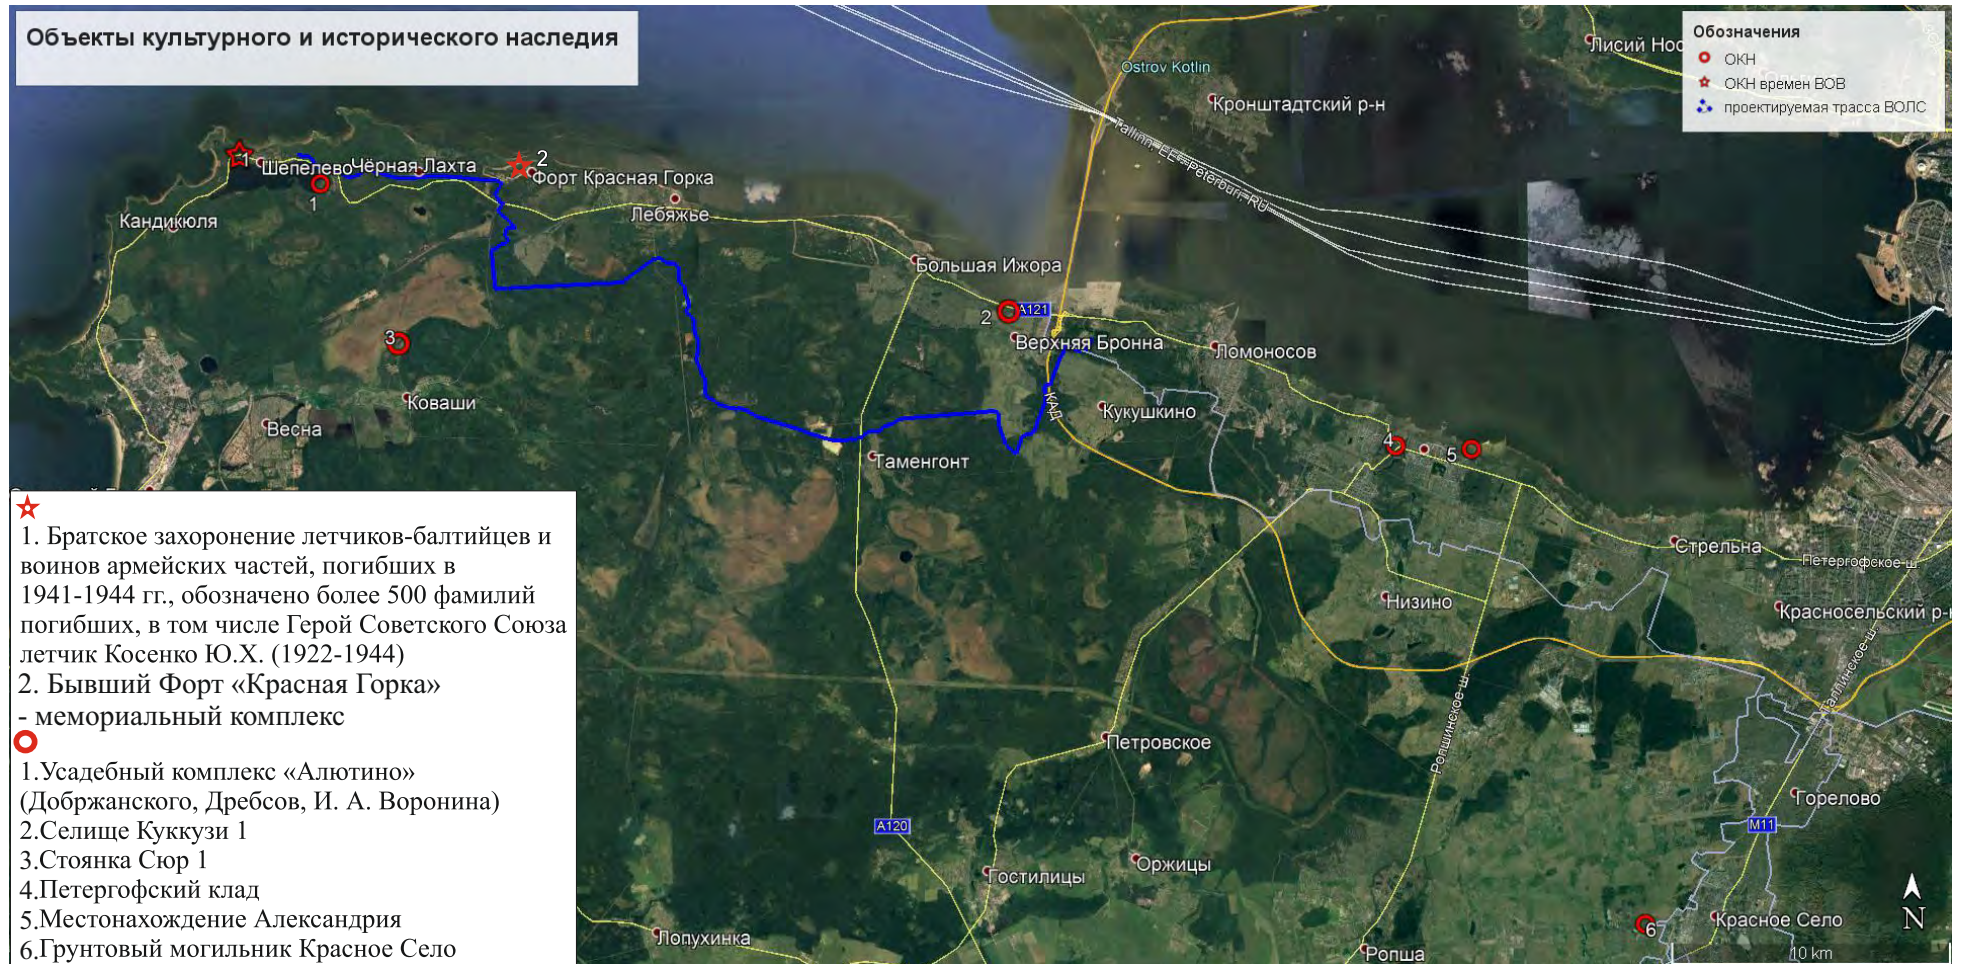 Объекты культурного и исторического наследия
Обозначения
ОКН
ОКН времен ВОВ
проектируемая трасса ВОЛС
Лисий Нос
Ostrov Kotlin
Кронштадтский р-н
Tallinn, EE - Peterburi, RU
1
Шепелево
Чёрная Лахта
2
Форт Красная Горка
1
Лебяжье
Кандикюля
Большая Ижора
2
A121
3
Верхняя Бронна
Ломоносов
Коваши
КАД
Кукушкино
Весна
4
5
Таменгонт
Стрельна
Петергофское ш.
Низино
Красносельский р-н
Таллинское ш.
Ропшинское ш.
Петровское
Горелово
A120
M11
Оржицы
Гостилицы
Красное Село
6
N
Лопухинка
Ропша
10 km
1. Братское захоронение летчиков-балтийцев и
воинов армейских частей, погибших в
1941-1944 гг., обозначено более 500 фамилий
погибших, в том числе Герой Советского Союза
летчик Косенко Ю.Х. (1922-1944)
2. Бывший Форт «Красная Горка»
- мемориальный комплекс
1.Усадебный комплекс «Алютино»
(Добржанского, Дребсов, И. А. Воронина)
2.Селище Куккузи 1
3.Стоянка Сюр 1
4.Петергофский клад
5.Местонахождение Александрия
6.Грунтовый могильник Красное Село